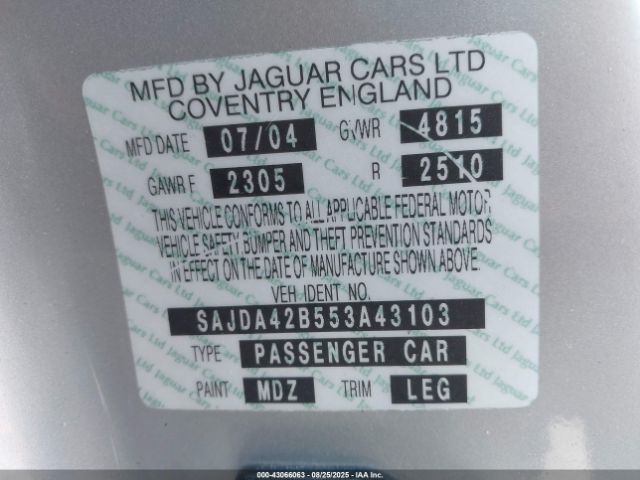 MFD BY JAGUAR CARS LTD
COVENTRY ENGLAND
MFD DATE 07/04 GVWR 4815
GAWR F 2305 R 2510
THIS VEHICLE CONFORMS TO ALL APPLICABLE FEDERAL MOTOR
VEHICLE SAFETY BUMPER AND THEFT PREVENTION STANDARDS
IN EFFECT ON THE DATE OF MANUFACTURE SHOWN ABOVE.
VEH IDENT NO.
SAJDA42B553A43103
TYPE PASSENGER CAR
PAINT MDZ TRIM LEG
000-43066063 - 08/25/2025 - IAA Inc.